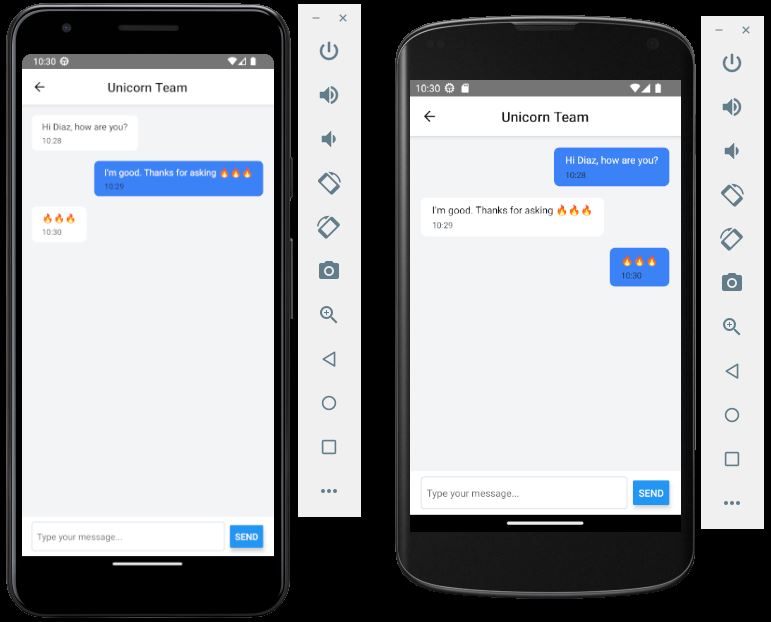 10:30
Unicorn Team
Hi Diaz, how are you?
10:28
I'm good. Thanks for asking 🔥🔥🔥
10:29
🔥🔥🔥
10:30
Type your message...
SEND
10:30
Unicorn Team
Hi Diaz, how are you?
10:28
I'm good. Thanks for asking 🔥🔥🔥
10:29
🔥🔥🔥
10:30
Type your message...
SEND